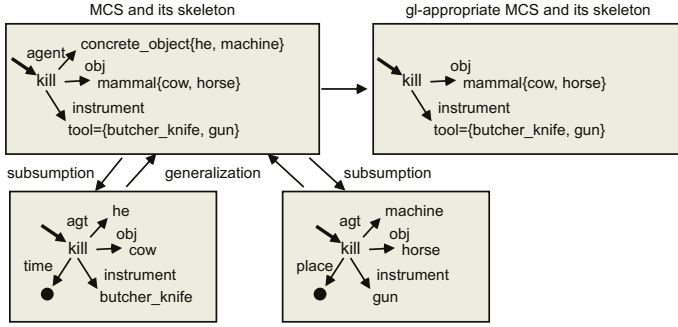 MCS and its skeleton
gl-appropriate MCS and its skeleton
agent
concrete_object{he, machine}
obj
kill
mammal{cow, horse}
instrument
tool={butcher_knife, gun}
obj
kill
mammal{cow, horse}
instrument
tool={butcher_knife, gun}
subsumption
generalization
subsumption
agt
he
obj
kill
cow
time
instrument
butcher_knife
agt
machine
obj
kill
horse
place
instrument
gun